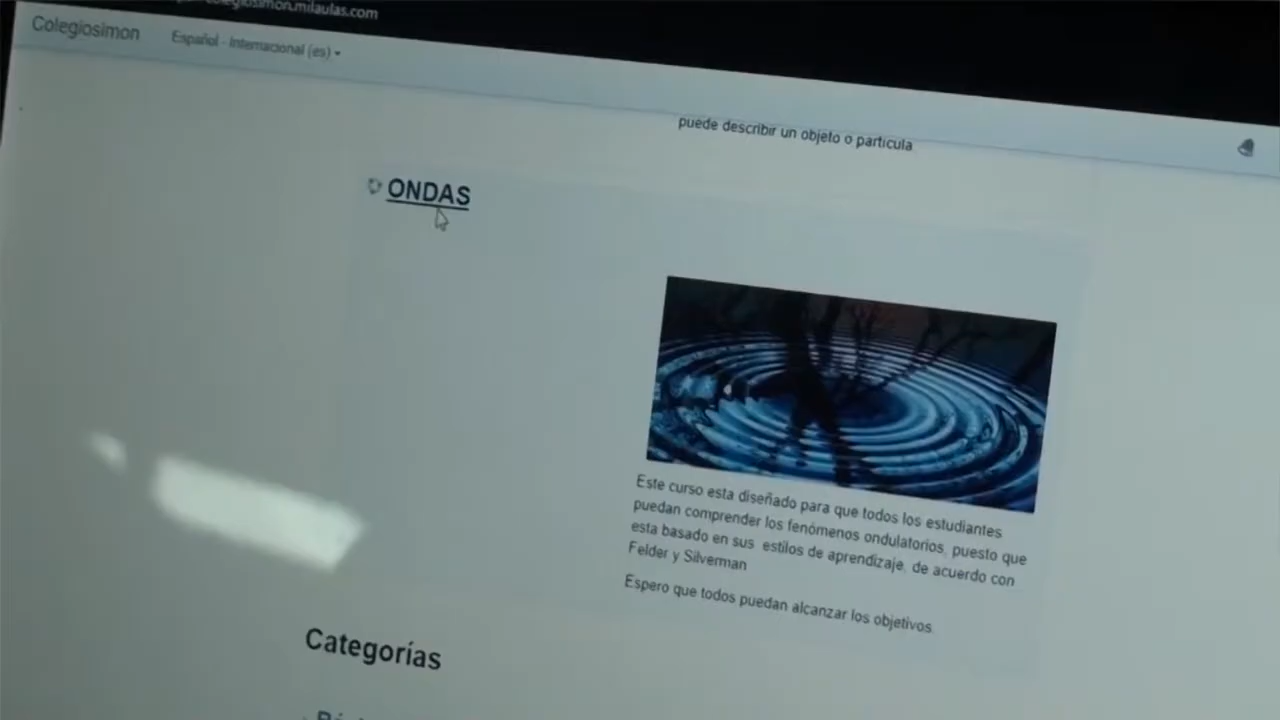 colegiosimon.milaulas.com
Colegiosimon Español - Internacional (es)
puede describir un objeto o partícula
ONDAS
Este curso esta diseñado para que todos los estudiantes
puedan comprender los fenómenos ondulatorios, puesto que
esta basado en sus estilos de aprendizaje, de acuerdo con
Felder y Silverman
Espero que todos puedan alcanzar los objetivos.
Categorías